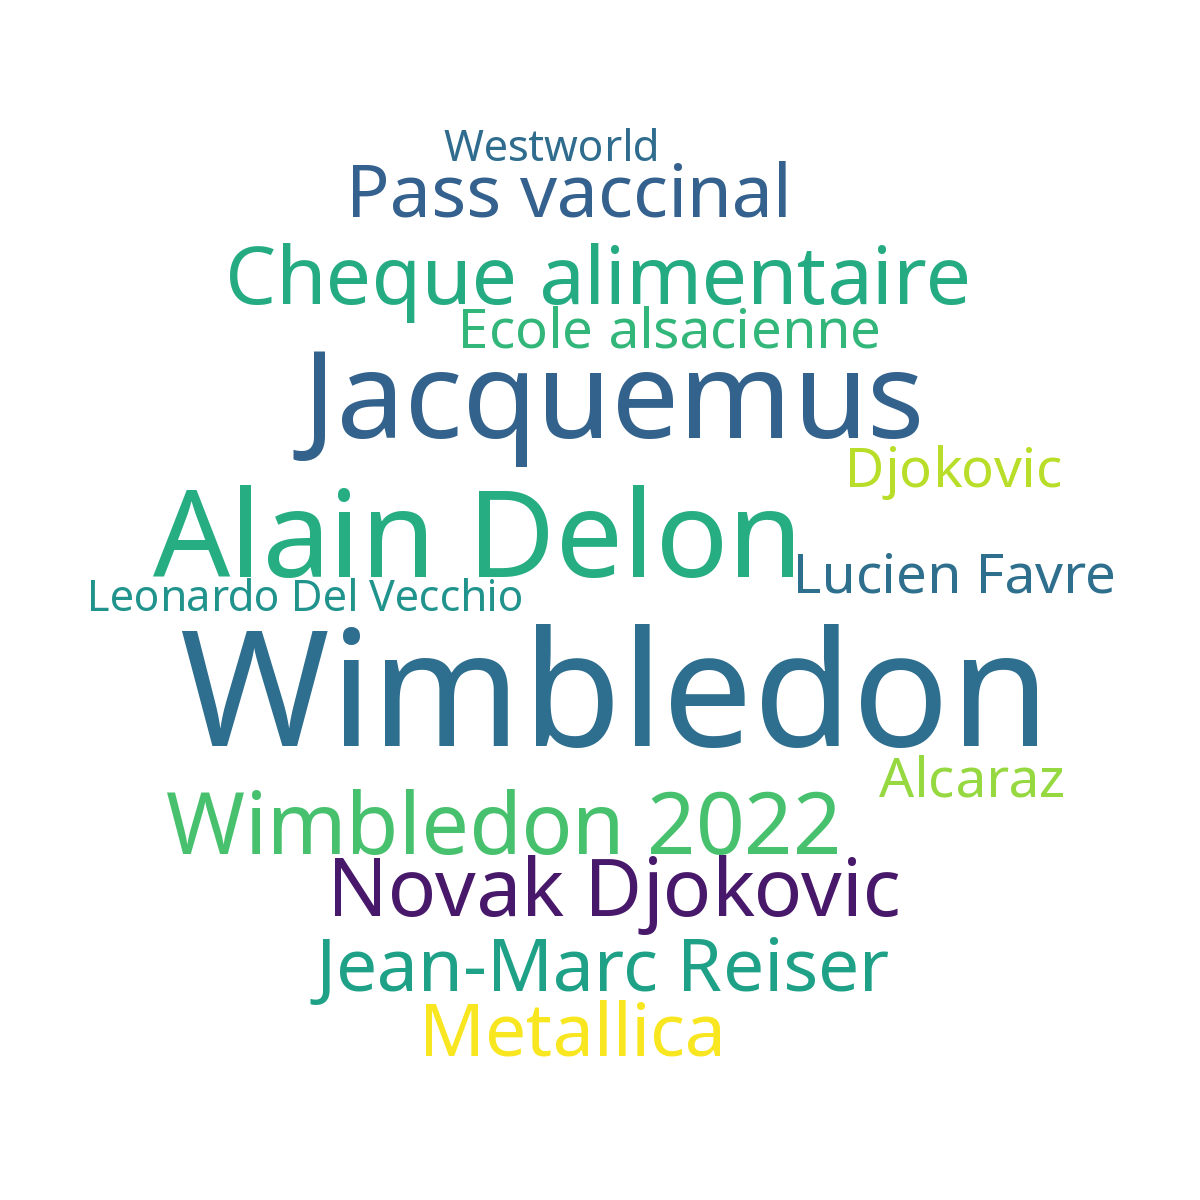 Westworld
Pass vaccinal
Cheque alimentaire
Ecole alsacienne
Jacquemus
Djokovic
Alain Delon
Lucien Favre
Leonardo Del Vecchio
Wimbledon
Alcaraz
Wimbledon 2022
Novak Djokovic
Jean-Marc Reiser
Metallica